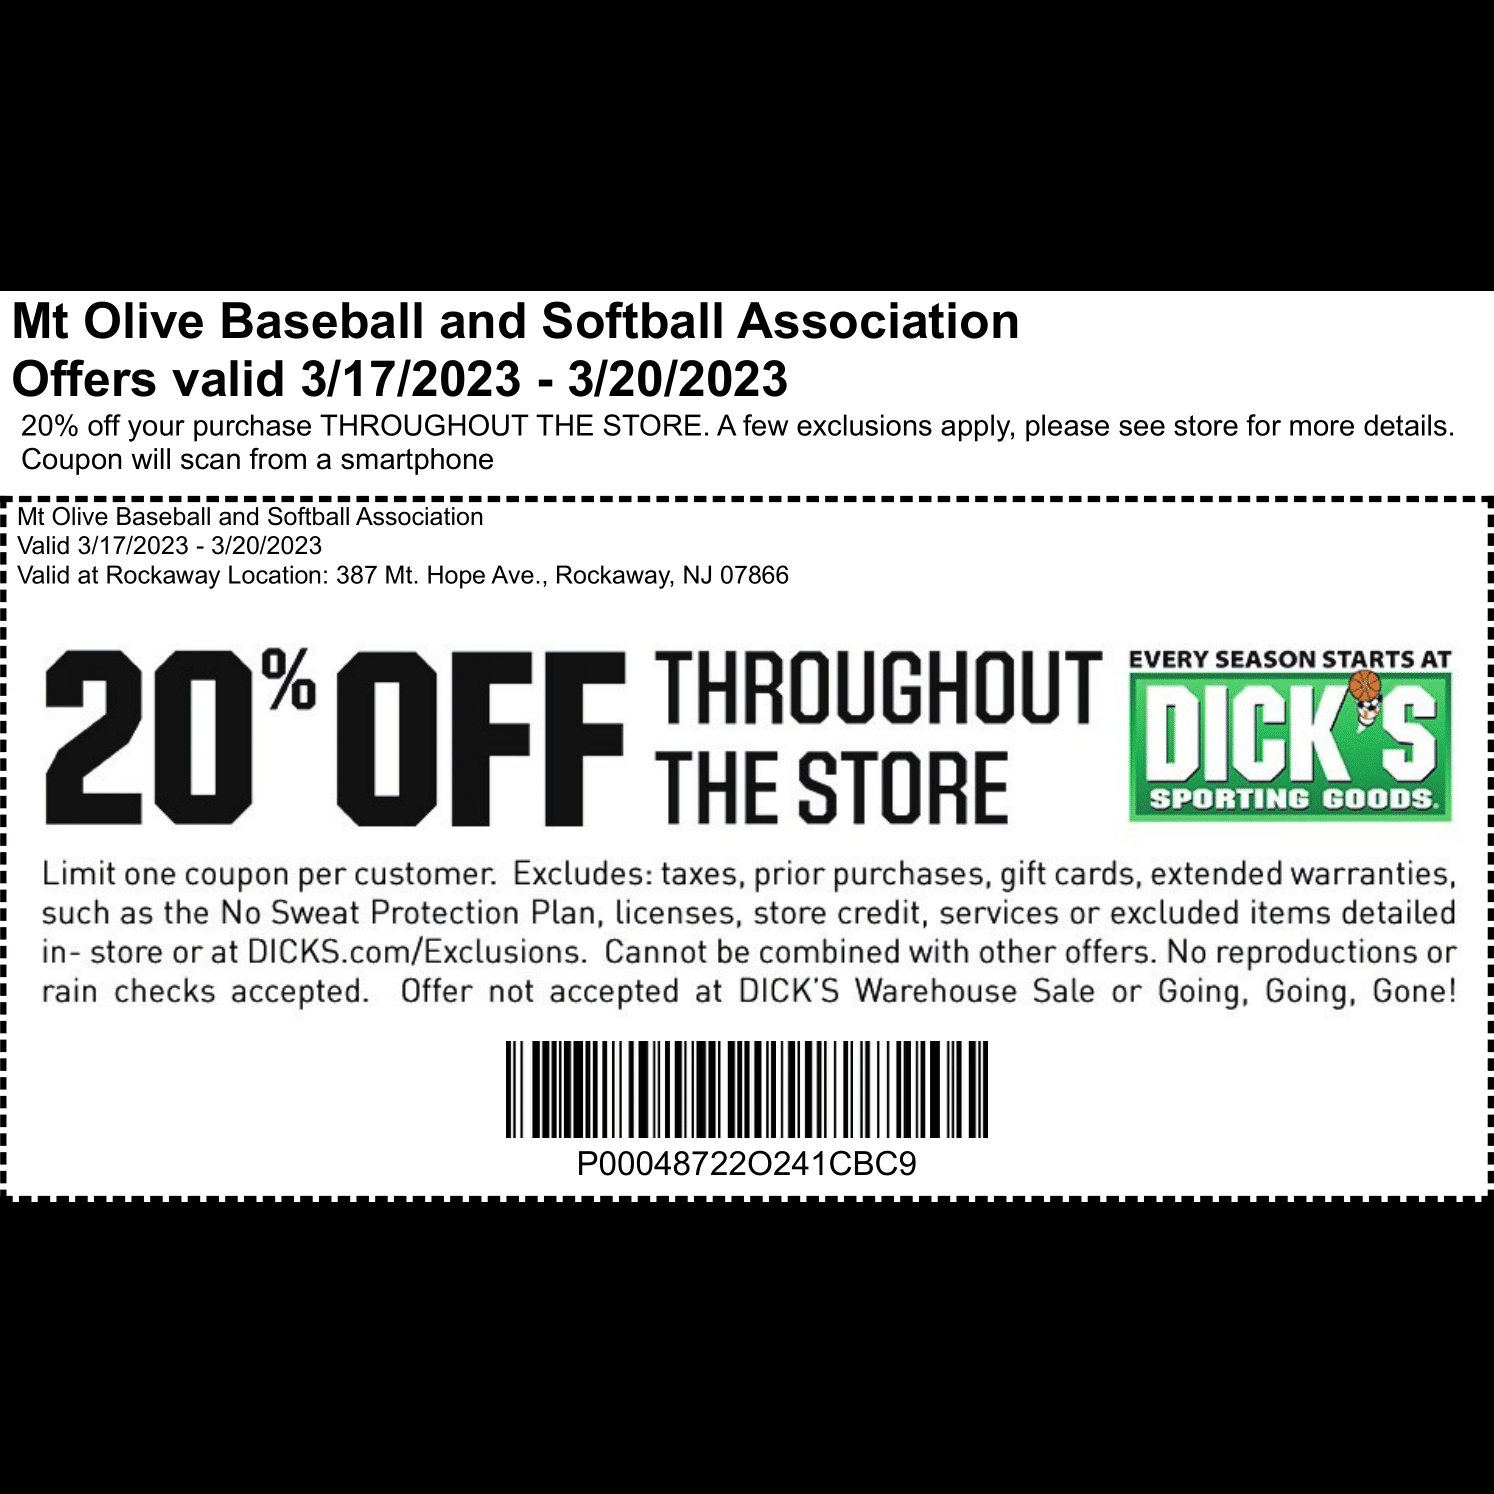 Mt Olive Baseball and Softball Association
Offers valid 3/17/2023 - 3/20/2023
20% off your purchase THROUGHOUT THE STORE. A few exclusions apply, please see store for more details.
Coupon will scan from a smartphone
Mt Olive Baseball and Softball Association
Valid 3/17/2023 - 3/20/2023
Valid at Rockaway Location: 387 Mt. Hope Ave., Rockaway, NJ 07866
20% OFF
THROUGHOUT
THE STORE
EVERY SEASON STARTS AT
DICK'S
SPORTING GOODS.
Limit one coupon per customer. Excludes: taxes, prior purchases, gift cards, extended warranties,
such as the No Sweat Protection Plan, licenses, store credit, services or excluded items detailed
in- store or at DICKS.com/Exclusions. Cannot be combined with other offers. No reproductions or
rain checks accepted. Offer not accepted at DICK'S Warehouse Sale or Going, Going, Gone!
P00048722O241CBC9